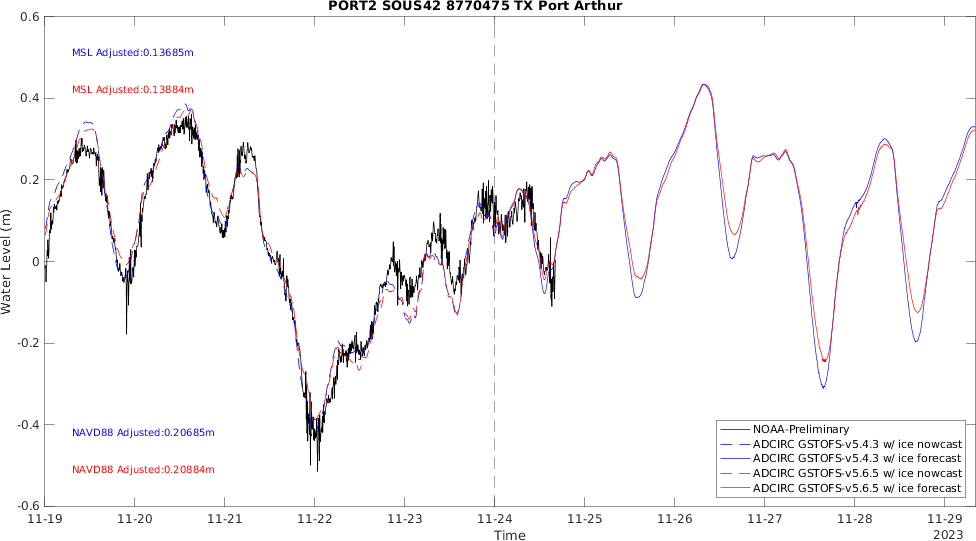 PORT2 SOUS42 8770475 TX Port Arthur
0.6
MSL Adjusted:0.13685m
MSL Adjusted:0.13884m
0.4
0.2
Water Level (m)
0
-0.2
-0.4
NAVD88 Adjusted:0.20685m
NAVD88 Adjusted:0.20884m
NOAA-Preliminary
ADCIRC GSTOFS-v5.4.3 w/ ice nowcast
ADCIRC GSTOFS-v5.4.3 w/ ice forecast
ADCIRC GSTOFS-v5.6.5 w/ ice nowcast
ADCIRC GSTOFS-v5.6.5 w/ ice forecast
-0.6
11-19 11-20 11-21 11-22 11-23 11-24 11-25 11-26 11-27 11-28 11-29
Time 2023